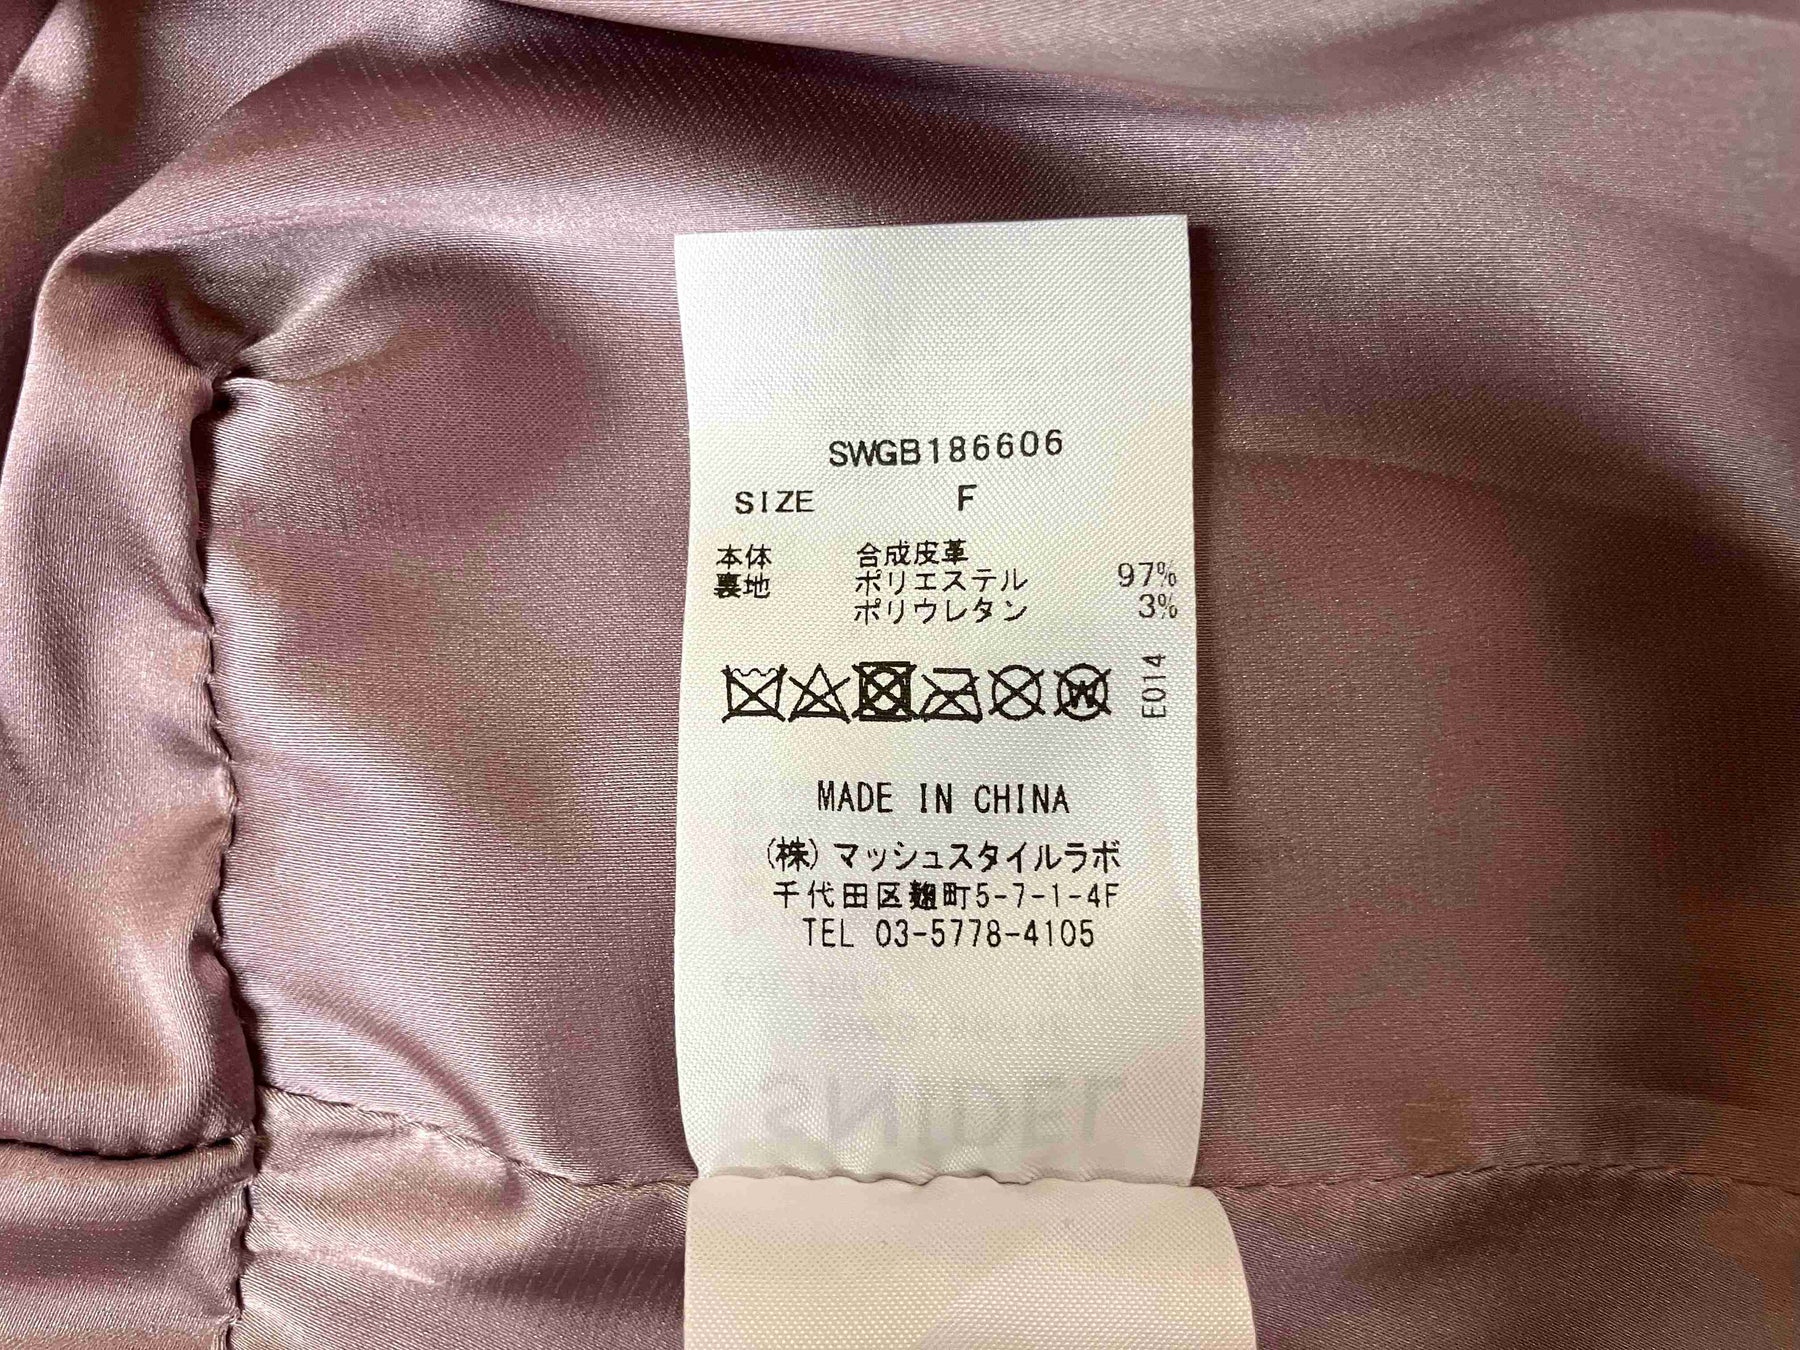 SWGB186606
SIZE F
本体 合成皮革
裏地 ポリエステル 97%
ポリウレタン 3%
W
E014
MADE IN CHINA
(株)マッシュスタイルラボ
千代田区麹町5-7-1-4F
TEL 03-5778-4105